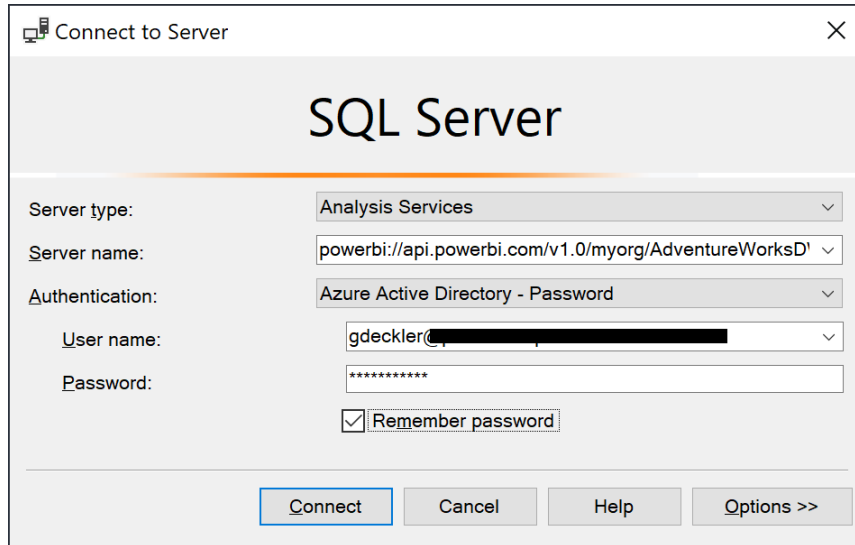 Connect to Server
SQL Server
Server type: Analysis Services
Server name: powerbi://api.powerbi.com/v1.0/myorg/AdventureWorksD
Authentication: Azure Active Directory - Password
User name: gdeckler@
Password: ***********
Remember password
Connect Cancel Help Options >>